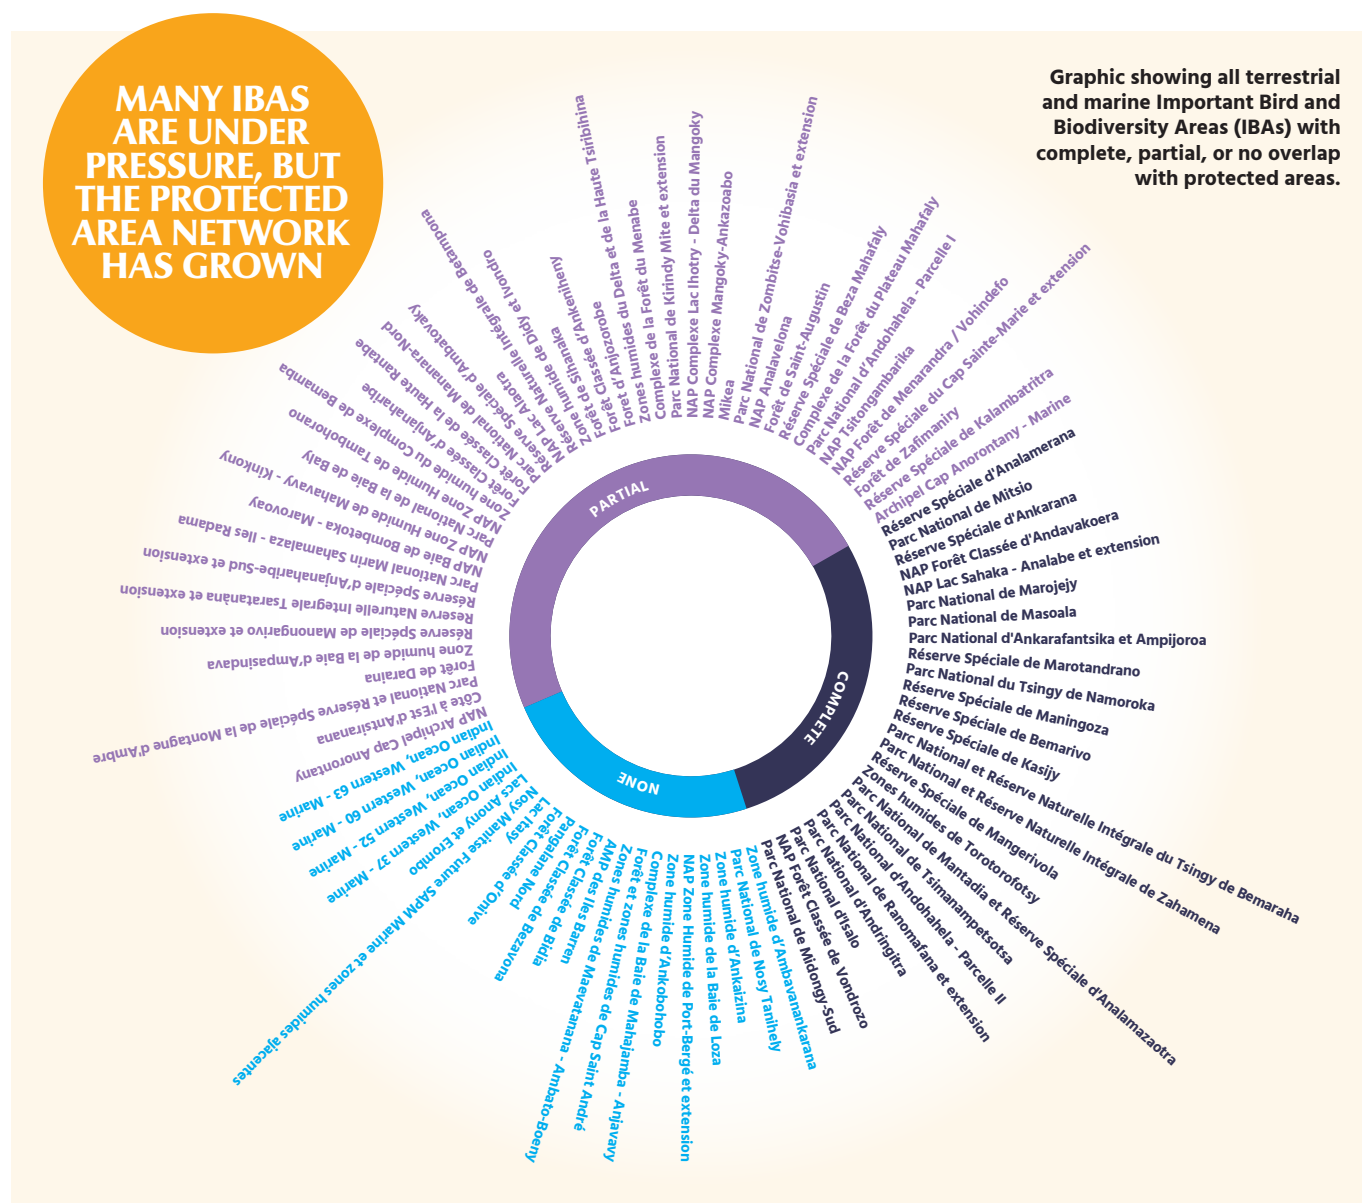 MANY IBAS
ARE UNDER
PRESSURE, BUT
THE PROTECTED
AREA NETWORK
HAS GROWN
Graphic showing all terrestrial
and marine Important Bird and
Biodiversity Areas (IBAs) with
complete, partial, or no overlap
with protected areas.
PARTIAL
NAP Archipel Cap Anorontany
Côte à l'Est d'Antsiranana
Parc National et Réserve Spéciale de la Montagne d'Ambre
Forêt de Daraina
Zone humide de la Baie d'Ampasindava
Réserve Spéciale de Manongarivo et extension
Reserve Naturelle Integrale Tsaratanàna et extension
Réserve Spéciale d'Anjanaharibe-Sud et extension
Parc National Marin Sahamalaza - Iles Radama
NAP Baie de Bombetoka - Marovoay
NAP Zone Humide de Mahavavy - Kinkony
Parc National de la Baie de Baly
NAP Zone Humide de Tambohorano
Zone humide du Complexe de Bemamba
Forêt Classée d'Anjanaharibe
Forêt Classée de la Haute Rantabe
Parc National de Mananara-Nord
Réserve Spéciale d'Ambatovaky
NAP Lac Alaotra
Réserve Naturelle Intégrale de Betampona
Zone humide de Didy et Ivondro
Forêt de Sihanaka
Forêt Classée d'Ankeniheny
Foret d'Anjozorobe
Zones humides du Delta et de la Haute Tsiribihina
Complexe de la Forêt du Menabe
Parc National de Kirindy Mite et extension
NAP Complexe Lac Ihotry - Delta du Mangoky
NAP Complexe Mangoky-Ankazoabo
Mikea
Parc National de Zombitse-Vohibasia et extension
NAP Analavelona
Forêt de Saint-Augustin
Réserve Spéciale de Beza Mahafaly
Complexe de la Forêt du Plateau Mahafaly
Parc National d'Andohahela - Parcelle I
NAP Tsitongambarika
NAP Forêt de Menarandra / Vohindefo
Réserve Spéciale du Cap Sainte-Marie et extension
Forêt de Zafimaniry
Réserve Spéciale de Kalambatritra
Archipel Cap Anorontany - Marine
COMPLETE
Réserve Spéciale d'Analamerana
Parc National de Mitsio
Réserve Spéciale d'Ankarana
NAP Forêt Classée d'Andavakoera
NAP Lac Sahaka - Analabe et extension
Parc National de Marojejy
Parc National de Masoala
Parc National d'Ankarafantsika et Ampijoroa
Réserve Spéciale de Marotandrano
Parc National du Tsingy de Namoroka
Réserve Spéciale de Maningoza
Réserve Spéciale de Bemarivo
Réserve Spéciale de Kasijy
Parc National et Réserve Naturelle Intégrale du Tsingy de Bemaraha
Parc National et Réserve Naturelle Intégrale de Zahamena
Réserve Spéciale de Mangerivola
Zones humides de Torotorofotsy
Parc National de Mantadia et Réserve Spéciale d'Analamazaotra
Parc National de Tsimanampetsotsa
Parc National d'Andohahela - Parcelle II
Parc National de Ranomafana et extension
Parc National d'Andringitra
Parc National d'Isalo
NAP Forêt Classée de Vondrozo
Parc National de Midongy-Sud
NONE
Zone humide d'Ambavanankarana
Parc National de Nosy Tanihely
Zone humide d'Ankaizina
Zone humide de la Baie de Loza
NAP Zone Humide de Port-Bergé et extension
Zone humide d'Ankobohobo
Complexe de la Baie de Mahajamba - Anjavavy
Forêt et zones humides de Cap Saint André
Zones humides de Maevatanana - Ambato-Boeny
AMP des Iles Barren
Forêt Classée de Bidia
Forêt Classée de Bezavona
Pangalane Nord
Forêt Classée d'Onive
Lac Itasy
Nosy Manitse Future SAPM Marine et zones humides ajacentes
Lacs Anony et Erombo
Indian Ocean, Western 37 - Marine
Indian Ocean, Western 52 - Marine
Indian Ocean, Western 60 - Marine
Indian Ocean, Western 63 - Marine